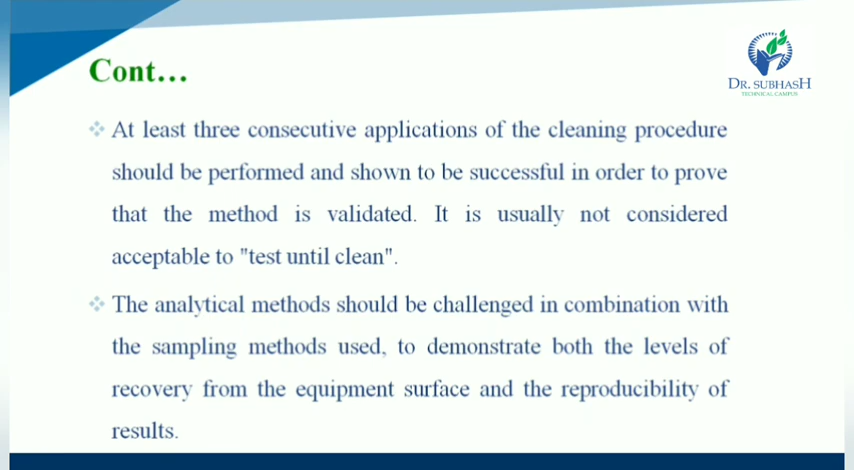 DR. SUBHASH
TECHNICAL CAMPUS
Cont...
At least three consecutive applications of the cleaning procedure
should be performed and shown to be successful in order to prove
that the method is validated. It is usually not considered
acceptable to "test until clean".
The analytical methods should be challenged in combination with
the sampling methods used, to demonstrate both the levels of
recovery from the equipment surface and the reproducibility of
results.